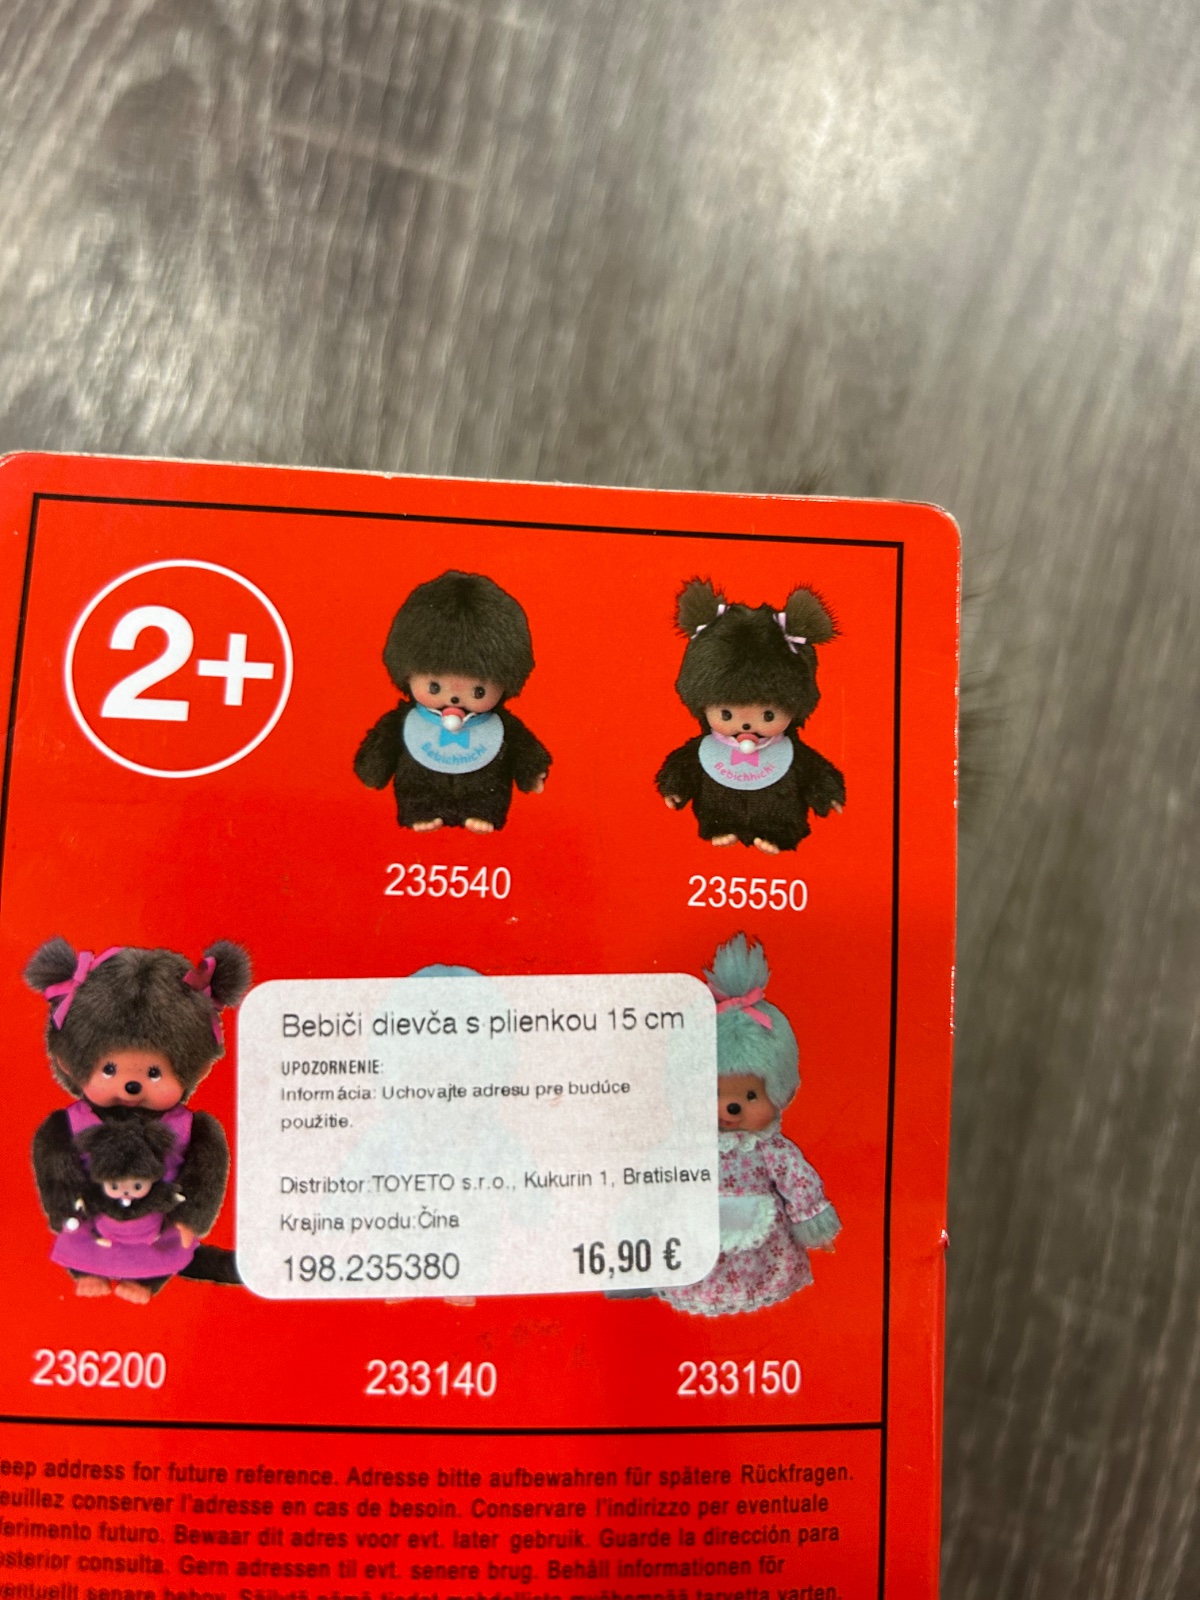 2+
Bebichhichi
Bebichhichi
235540
235550
Bebiči dievča s plienkou 15 cm
UPOZORNENIE:
Informácia: Uchovajte adresu pre budúce
použitie.
Distribtor:TOYETO s.r.o., Kukurin 1, Bratislava
Krajina pvodu:Čína
198.235380
16,90 €
236200
233140
233150
eep address for future reference. Adresse bitte aufbewahren für spätere Rückfragen.
euillez conserver l'adresse en cas de besoin. Conservare l'indirizzo per eventuale
ferimento futuro. Bewaar dit adres voor evt. later gebruik. Guarde la dirección para
osterior consulta. Gem adressen til evt. senere brug. Behåll informationen för